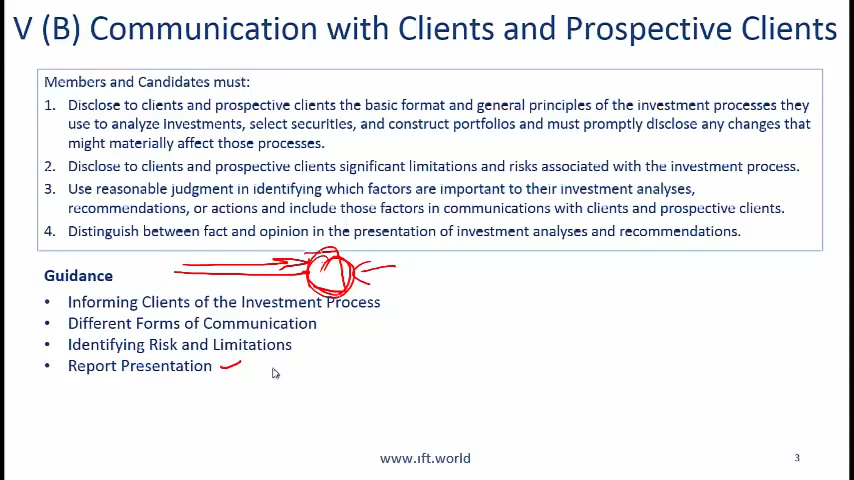 V (B) Communication with Clients and Prospective Clients
Members and Candidates must:
1. Disclose to clients and prospective clients the basic format and general principles of the investment processes they
use to analyze investments, select securities, and construct portfolios and must promptly disclose any changes that
might materially affect those processes.
2. Disclose to clients and prospective clients significant limitations and risks associated with the investment process.
3. Use reasonable judgment in identifying which factors are important to their investment analyses,
recommendations, or actions and include those factors in communications with clients and prospective clients.
4. Distinguish between fact and opinion in the presentation of investment analyses and recommendations.
Guidance
• Informing Clients of the Investment Process
• Different Forms of Communication
• Identifying Risk and Limitations
• Report Presentation
www.ift.world
3